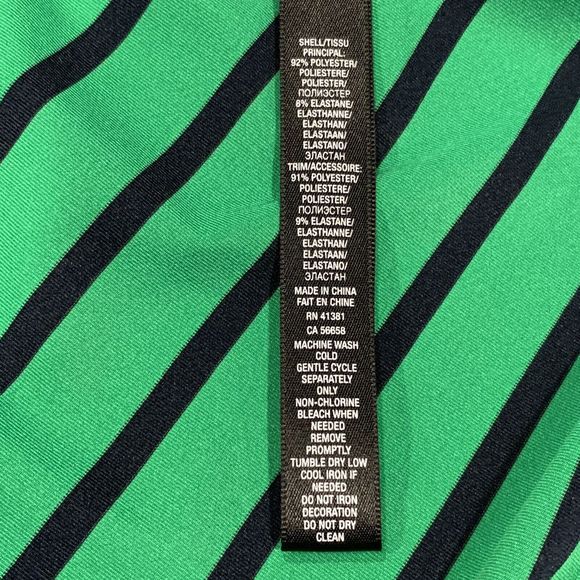 SHELL/TISSU
PRINCIPAL:
92% POLYESTER/
POLIESTERE/
POLIESTER/
ПОЛИЭСТЕР
8% ELASTANE/
ELASTHANNE/
ELASTHAN/
ELASTAAN/
ELASTANO/
ЭЛАСТАН
TRIM/ACCESSOIRE:
91% POLYESTER/
POLIESTERE/
POLIESTER/
ПОЛИЭСТЕР
9% ELASTANE/
ELASTHANNE/
ELASTHAN/
ELASTAAN/
ELASTANO/
ЭЛАСТАН
MADE IN CHINA
FAIT EN CHINE
RN 41381
CA 56658
MACHINE WASH
COLD
GENTLE CYCLE
SEPARATELY
ONLY
NON-CHLORINE
BLEACH WHEN
NEEDED
REMOVE
PROMPTLY
TUMBLE DRY LOW
COOL IRON IF
NEEDED
DO NOT IRON
DECORATION
DO NOT DRY
CLEAN